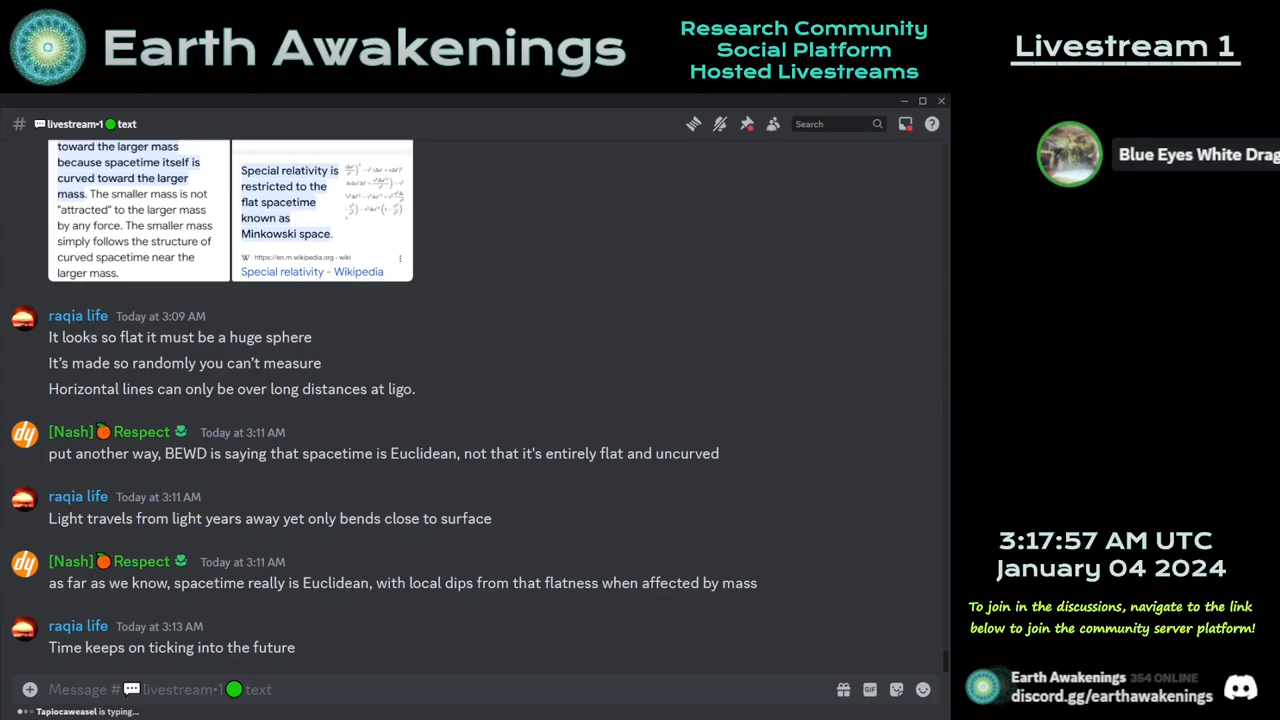 Earth Awakenings
Research Community
Social Platform
Hosted Livestreams
Livestream 1
# livestream•1 text
Search
toward the larger mass
because spacetime itself is
curved toward the larger
mass. The smaller mass is not
"attracted" to the larger mass
by any force. The smaller mass
simply follows the structure of
curved spacetime near the
larger mass.
Special relativity is
restricted to the
flat spacetime
known as
Minkowski space.
W https://en.m.wikipedia.org › wiki
Special relativity - Wikipedia
Blue Eyes White Drag
raqia life Today at 3:09 AM
It looks so flat it must be a huge sphere
It's made so randomly you can't measure
Horizontal lines can only be over long distances at ligo.
dy [Nash]🍊Respect Today at 3:11 AM
put another way, BEWD is saying that spacetime is Euclidean, not that it's entirely flat and uncurved
raqia life Today at 3:11 AM
Light travels from light years away yet only bends close to surface
dy [Nash]🍊Respect Today at 3:11 AM
as far as we know, spacetime really is Euclidean, with local dips from that flatness when affected by mass
raqia life Today at 3:13 AM
Time keeps on ticking into the future
Message # 💬livestream•1🟢text
GIF
Tapiocaweasel is typing...
3:17:57 AM UTC
January 04 2024
To join in the discussions, navigate to the link
below to join the community server platform!
Earth Awakenings 354 ONLINE
discord.gg/earthawakenings